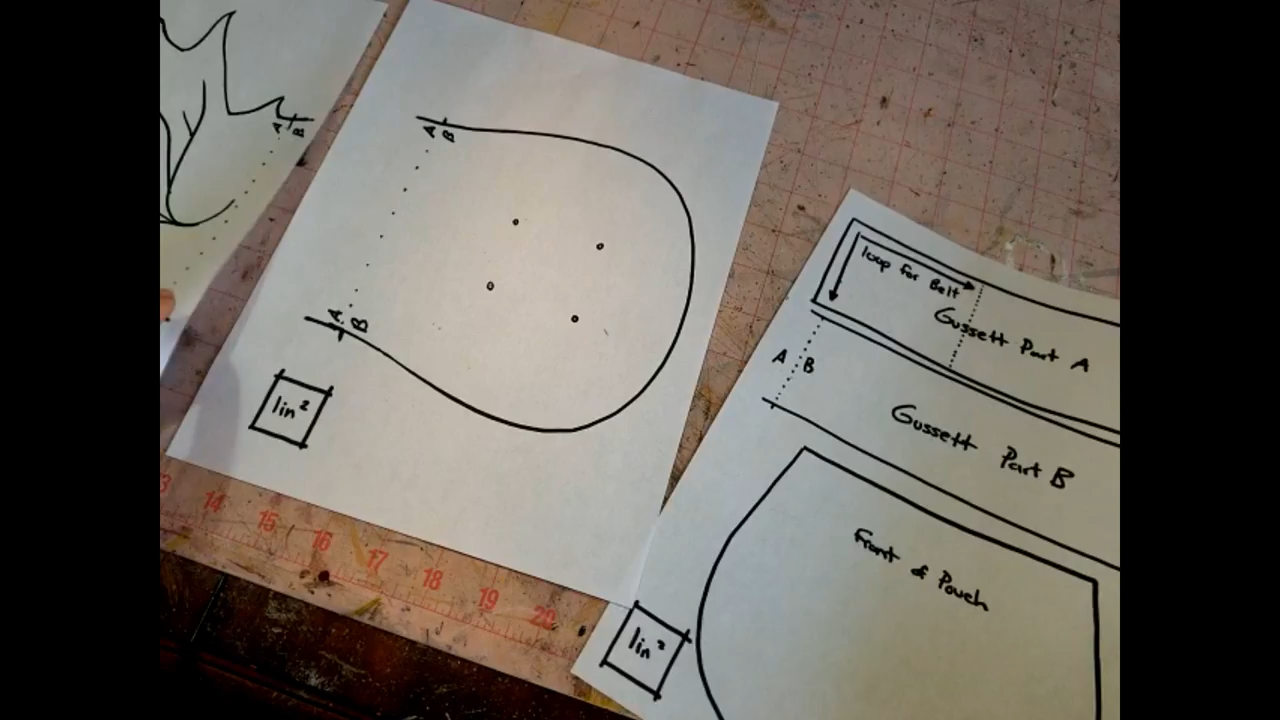 A
B
A
B
A
B
1in²
loop for Belt
Gussett Part A
A B
Gussett Part B
Front of Pouch
1in²
13 14 15 16 17 18 19 20